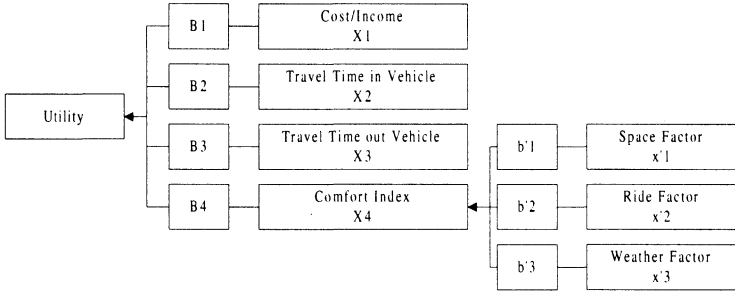 B1
Cost/Income
X1
B2
Travel Time in Vehicle
X2
Utility
B3
Travel Time out Vehicle
X3
b'1
Space Factor
x'1
B4
Comfort Index
X4
b'2
Ride Factor
x'2
b'3
Weather Factor
x'3